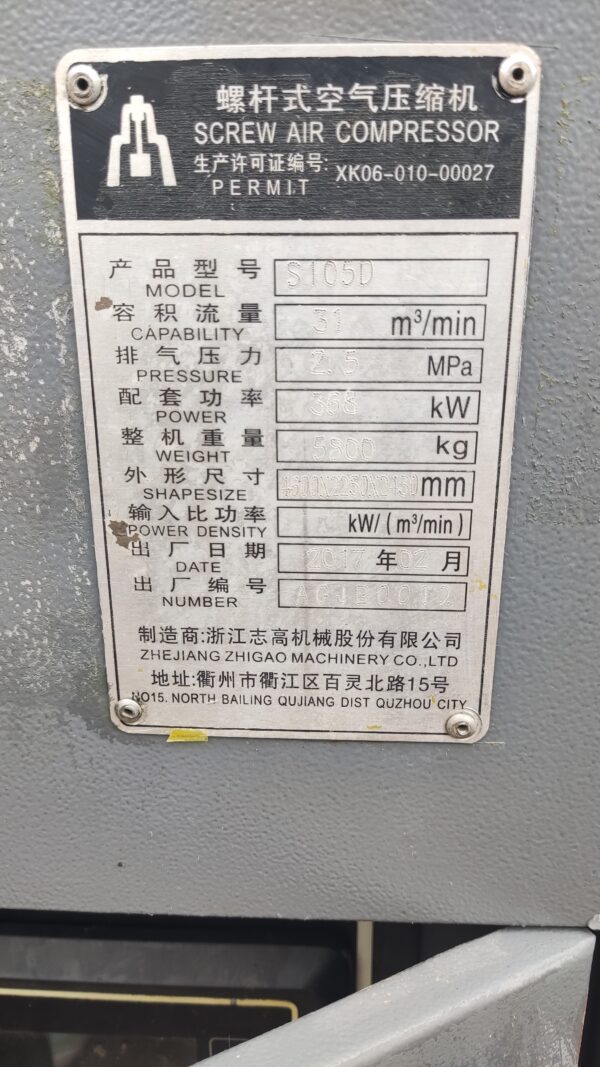 螺杆式空气压缩机
SCREW AIR COMPRESSOR
生产许可证编号:
PERMIT XK06-010-00027
产品型号 S105D
MODEL
容积流量 31 m³/min
CAPABILITY
排气压力 2.5 MPa
PRESSURE
配套功率 368 kW
POWER
整机重量 5800 kg
WEIGHT
外形尺寸 mm
SHAPESIZE
输入比功率 kW/(m³/min)
POWER DENSITY
出厂日期 2017 年 02 月
DATE
出厂编号
NUMBER
制造商:浙江志高机械股份有限公司
ZHEJIANG ZHIGAO MACHINERY CO.,LTD
地址:衢州市衢江区百灵北路15号
NO15. NORTH BAILING QUJIANG DIST QUZHOU CITY